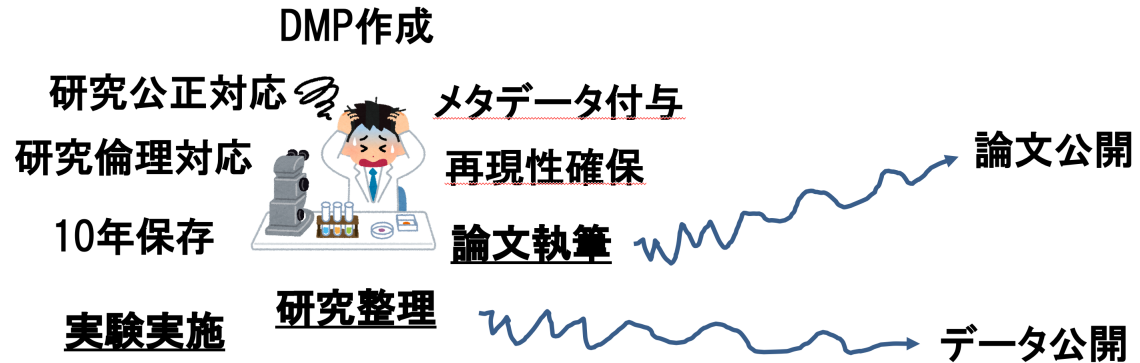 DMP作成
研究公正対応
メタデータ付与
研究倫理対応
再現性確保
論文公開
10年保存
論文執筆
研究整理
実験実施
データ公開